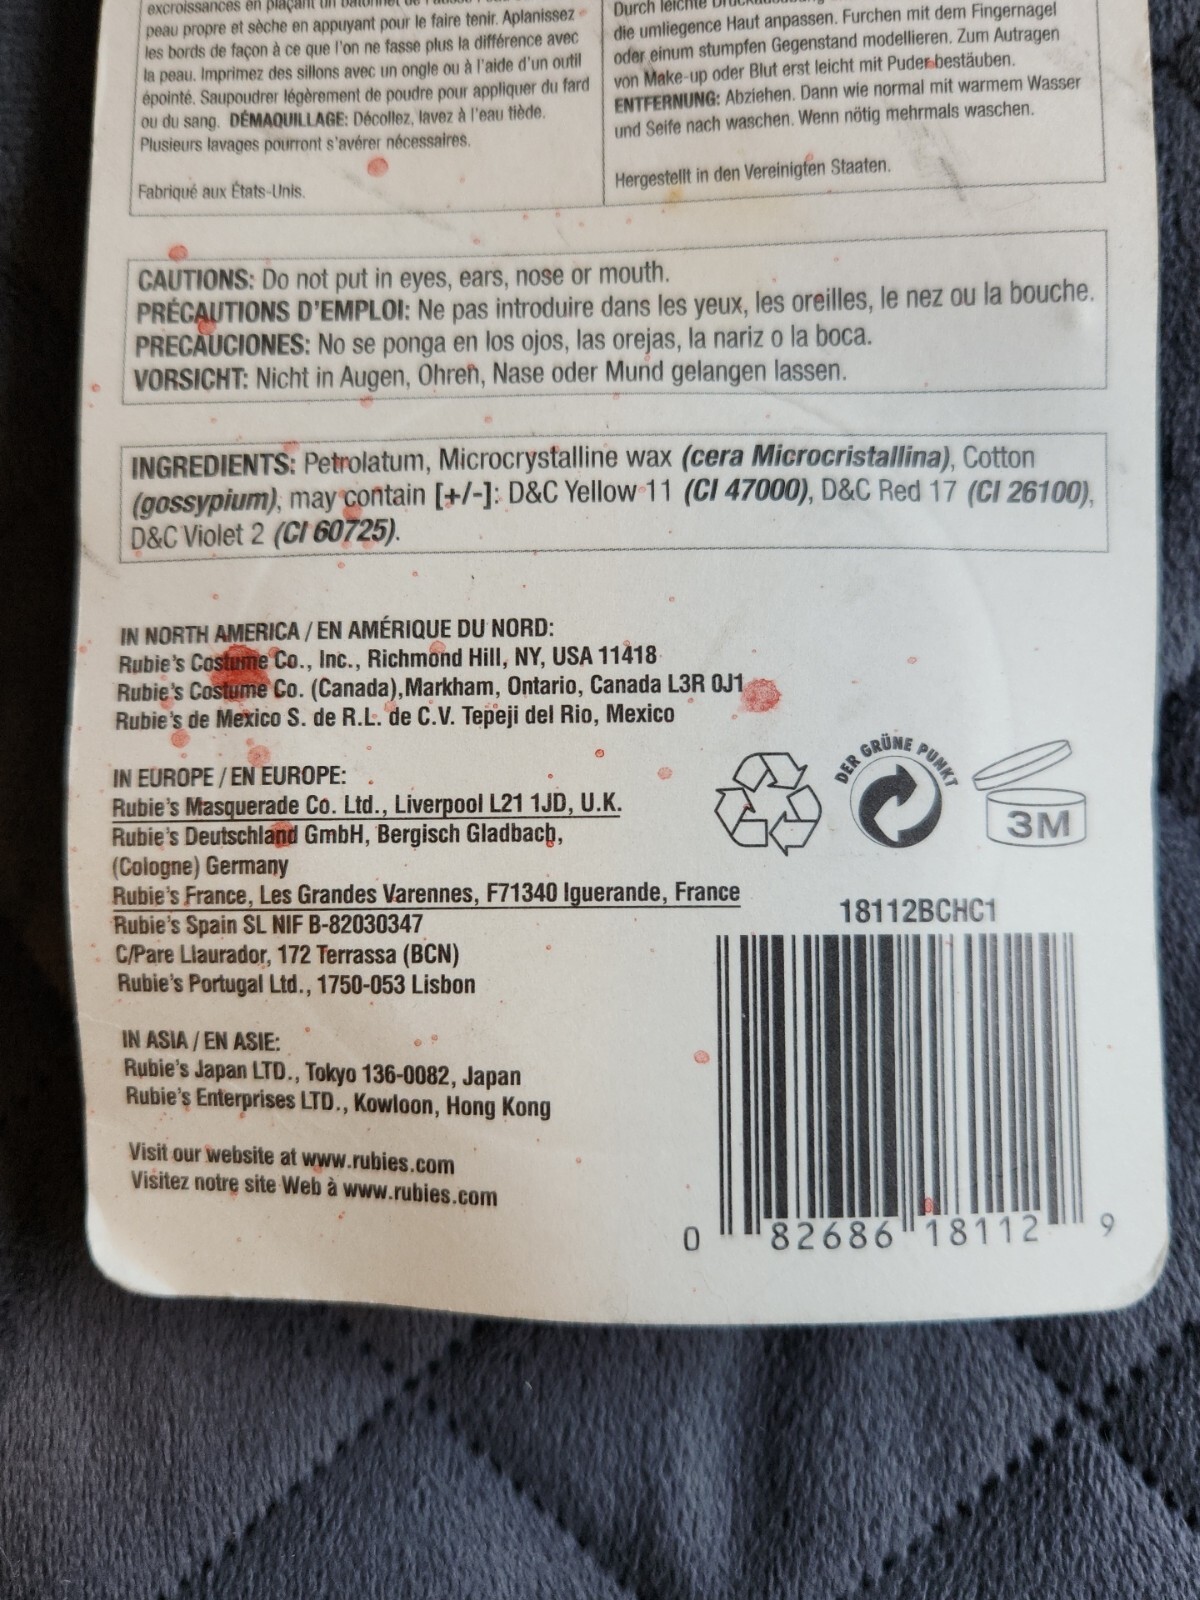 excroissances en plaçant un
peau propre et sèche en appuyant pour le faire tenir. Aplanissez
les bords de façon à ce que l'on ne fasse plus la différence avec
la peau. Imprimez des sillons avec un ongle ou à l'aide d'un outil
épointé. Saupoudrer légèrement de poudre pour appliquer du fard
ou du sang. DÉMAQUILLAGE: Décollez, lavez à l'eau tiède.
Plusieurs lavages pourront s'avérer nécessaires.
Fabriqué aux États-Unis.
Durch leichte
die umliegence Haut anpassen. Furchen mit dem Fingernagel
oder einum stumpfen Gegenstand modellieren. Zum Autragen
von Make-up oder Blut erst leicht mit Puder bestäuben.
ENTFERNUNG: Abziehen. Dann wie normal mit warmem Wasser
und Seife nach waschen. Wenn nötig mehrmals waschen.
Hergestellt in den Vereinigten Staaten.
CAUTIONS: Do not put in eyes, ears, nose or mouth.
PRÉCAUTIONS D'EMPLOI: Ne pas introduire dans les yeux, les oreilles, le nez ou la bouche.
PRECAUCIONES: No se ponga en los ojos, las orejas, la nariz o la boca.
VORSICHT: Nicht in Augen, Ohren, Nase oder Mund gelangen lassen.
INGREDIENTS: Petrolatum, Microcrystalline wax (cera Microcristallina), Cotton
(gossypium), may contain [+/-]: D&C Yellow 11 (CI 47000), D&C Red 17 (CI 26100),
D&C Violet 2 (CI 60725).
IN NORTH AMERICA / EN AMÉRIQUE DU NORD:
Rubie's Costume Co., Inc., Richmond Hill, NY, USA 11418
Rubie's Costume Co. (Canada),Markham, Ontario, Canada L3R 0J1
Rubie's de Mexico S. de R.L. de C.V. Tepeji del Rio, Mexico
IN EUROPE / EN EUROPE:
Rubie's Masquerade Co. Ltd., Liverpool L21 1JD, U.K.
Rubie's Deutschland GmbH, Bergisch Gladbach,
(Cologne) Germany
Rubie's France, Les Grandes Varennes, F71340 Iguerande, France
Rubie's Spain SL NIF B-82030347
C/Pare Llaurador, 172 Terrassa (BCN)
Rubie's Portugal Ltd., 1750-053 Lisbon
IN ASIA / EN ASIE:
Rubie's Japan LTD., Tokyo 136-0082, Japan
Rubie's Enterprises LTD., Kowloon, Hong Kong
Visit our website at www.rubies.com
Visitez notre site Web à www.rubies.com
DER GRÜNE PUNKT
3M
18112BCHC1
0 82686 18112 9